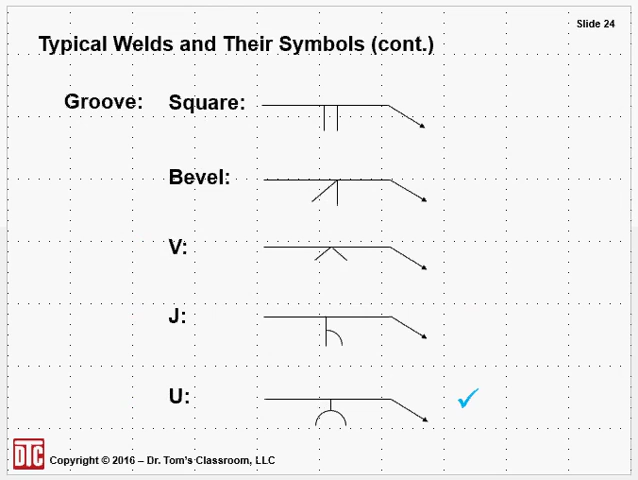 Slide 24
Typical Welds and Their Symbols (cont.)
Groove: Square:
Bevel:
V:
J:
U:
DTC Copyright © 2016 – Dr. Tom's Classroom, LLC